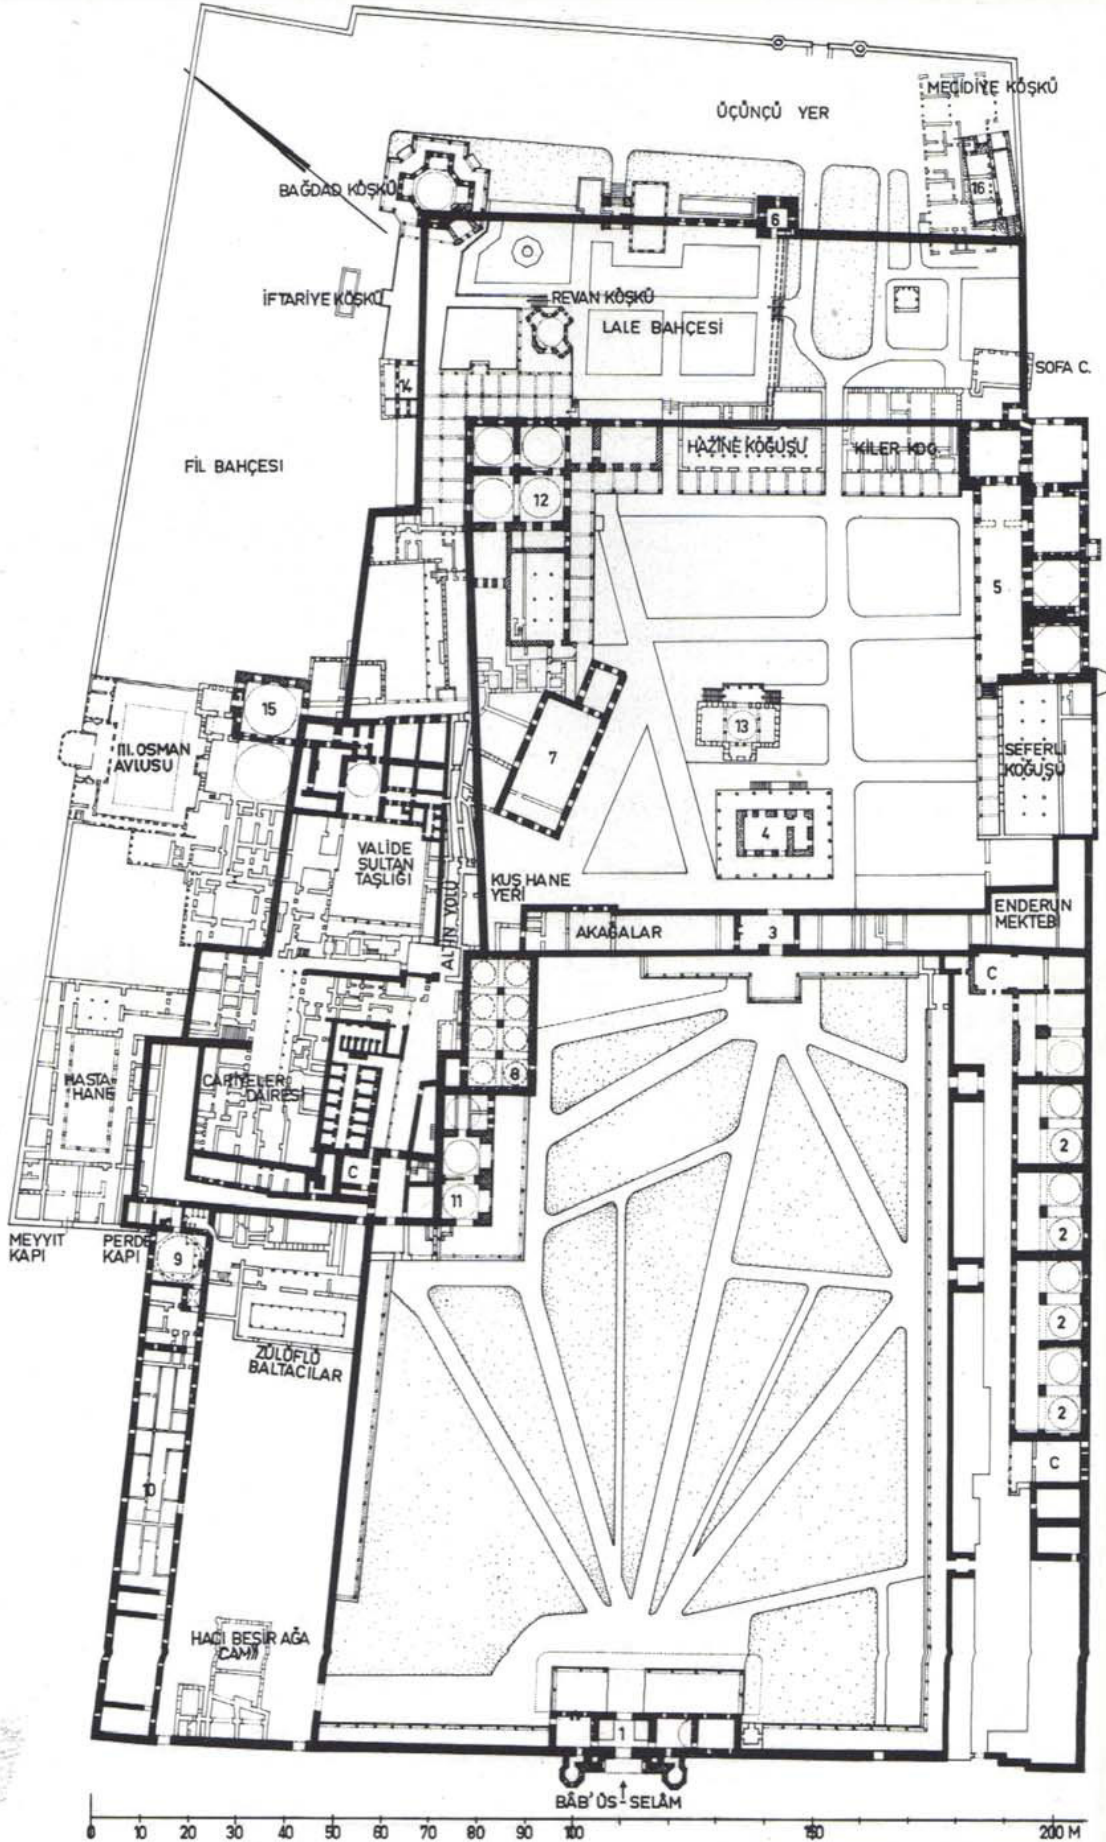 MECİDİYE KÖŞKÜ
ÜÇÜNCÜ YER
16
BAĞDAD KÖŞKÜ
6
İFTARİYE KÖŞKÜ
REVAN KÖŞKÜ
LALE BAHÇESİ
SOFA C.
14
HAZİNE KOĞUŞU
KİLER KOĞ.
FİL BAHÇESİ
12
5
15
13
III. OSMAN
AVLUSU
7
SEFERLİ
KOĞUŞU
VALİDE
SULTAN
TAŞLIĞI
4
KUŞ HANE
YERİ
ALTIN YOLU
ENDERUN
MEKTEB
AKAĞALAR
3
C
8
HASTA-
HANE
CARİYELER
DAİRESİ
2
C
11
2
MEYYIT
KAPI
PERDE
KAPI
9
2
ZÜLÜFLÜ
BALTACILAR
2
C
10
HACI BEŞİR AĞA
CAMİİ
1
BÂB' ÜS-SELÂM
0 10 20 30 40 50 60 70 80 90 100 150 200 M